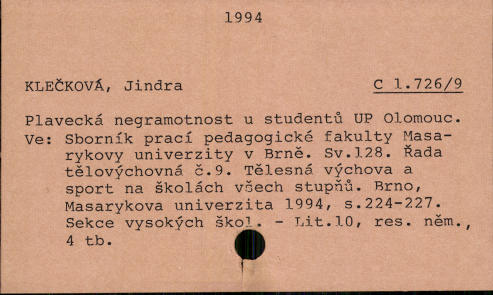 1994
KLEČKOVÁ, Jindra C 1.726/9
Plavecká negramotnost u studentů UP Olomouc.
Ve: Sborník prací pedagogické fakulty Masa-
rykovy univerzity v Brně. Sv.128. Řada
tělovýchovná č.9. Tělesná výchova a
sport na školách všech stupňů. Brno,
Masarykova univerzita 1994, s.224-227.
Sekce vysokých škol. - Lit.10, res. něm.,
4 tb.